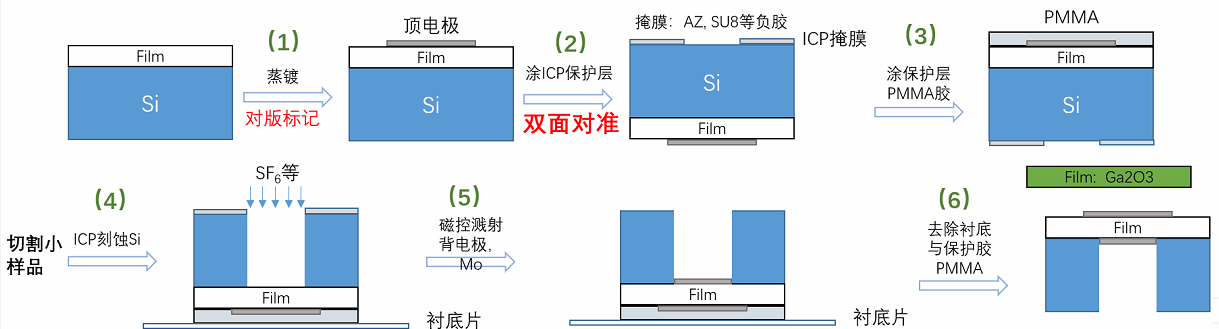 (1)
蒸镀
对版标记
Film
Si
顶电极
Film
Si
(2)
涂ICP保护层
双面对准
掩膜：AZ, SU8等负胶
ICP掩膜
Si
Film
(3)
涂保护层
PMMA胶
PMMA
Film
Si
Film: Ga2O3
切割小
样品
(4)
ICP刻蚀Si
SF6等
Film
衬底片
(5)
磁控溅射
背电极,
Mo
Film
衬底片
(6)
去除衬底
与保护胶
PMMA
Film